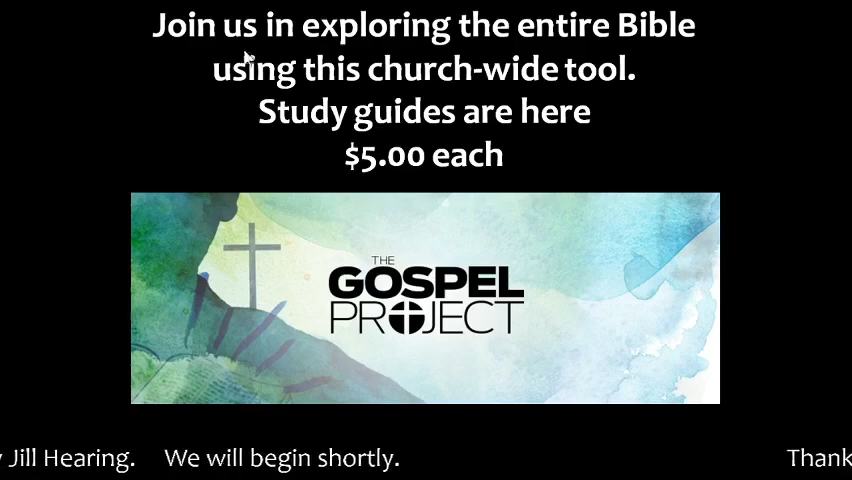 Join us in exploring the entire Bible
using this church-wide tool.
Study guides are here
$5.00 each
THE
GOSPEL
PROJECT
Jill Hearing. We will begin shortly. Thank